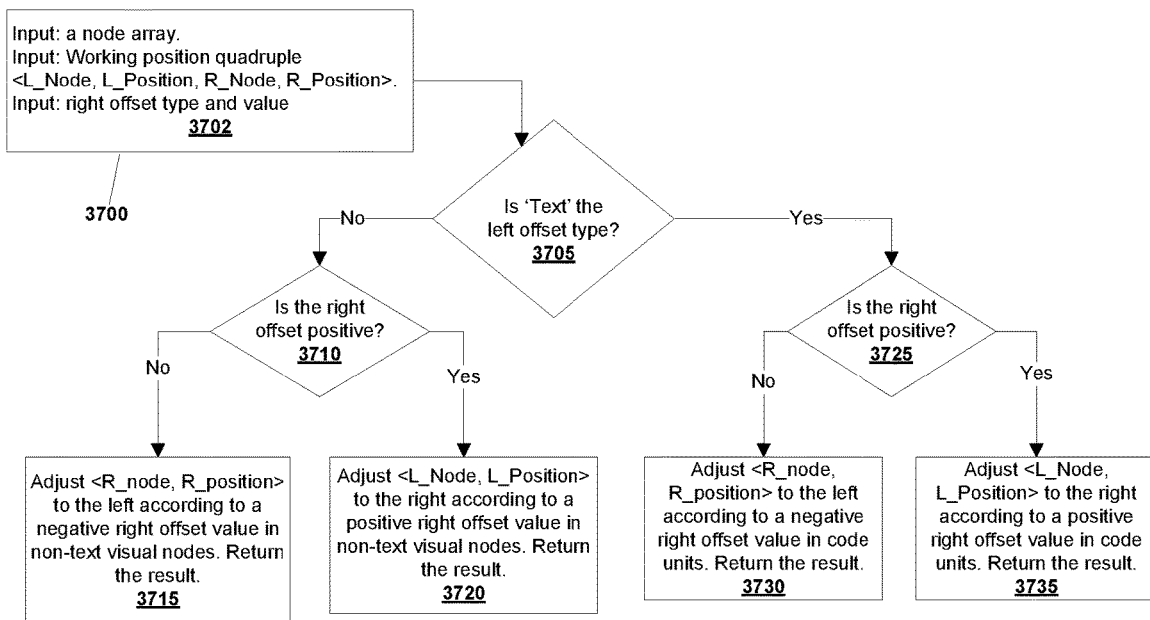 Input: a node array.
Input: Working position quadruple
<L_Node, L_Position, R_Node, R_Position>.
Input: right offset type and value
3702
3700
Is ‘Text’ the
left offset type?
3705
No
Yes
Is the right
offset positive?
3710
Is the right
offset positive?
3725
No
Yes
No
Yes
Adjust <R_node, R_position>
to the left according to a
negative right offset value in
non-text visual nodes. Return
the result.
3715
Adjust <L_Node, L_Position>
to the right according to a
positive right offset value in
non-text visual nodes. Return
the result.
3720
Adjust <R_node,
R_position> to the left
according to a negative
right offset value in code
units. Return the result.
3730
Adjust <L_Node,
L_Position> to the right
according to a positive
right offset value in code
units. Return the result.
3735